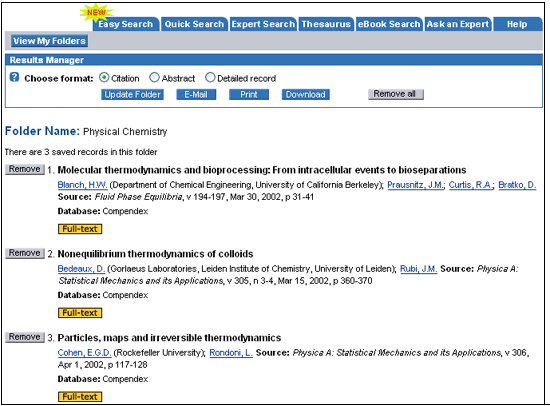 NEW
Easy Search Quick Search Expert Search Thesaurus eBook Search Ask an Expert Help
View My Folders
Results Manager
? Choose format: Citation Abstract Detailed record
Update Folder E-Mail Print Download Remove all
Folder Name: Physical Chemistry
There are 3 saved records in this folder
Remove 1. Molecular thermodynamics and bioprocessing: From intracellular events to bioseparations
Blanch, H.W. (Department of Chemical Engineering, University of California Berkeley); Prausnitz, J.M.; Curtis, R.A.; Bratko, D.
Source: Fluid Phase Equilibria, v 194-197, Mar 30, 2002, p 31-41
Database: Compendex
Full-text
Remove 2. Nonequilibrium thermodynamics of colloids
Bedeaux, D. (Gorlaeus Laboratories, Leiden Institute of Chemistry, University of Leiden); Rubi, J.M. Source: Physica A:
Statistical Mechanics and its Applications, v 305, n 3-4, Mar 15, 2002, p 360-370
Database: Compendex
Full-text
Remove 3. Particles, maps and irreversible thermodynamics
Cohen, E.G.D. (Rockefeller University); Rondoni, L. Source: Physica A: Statistical Mechanics and its Applications, v 306,
Apr 1, 2002, p 117-128
Database: Compendex
Full-text